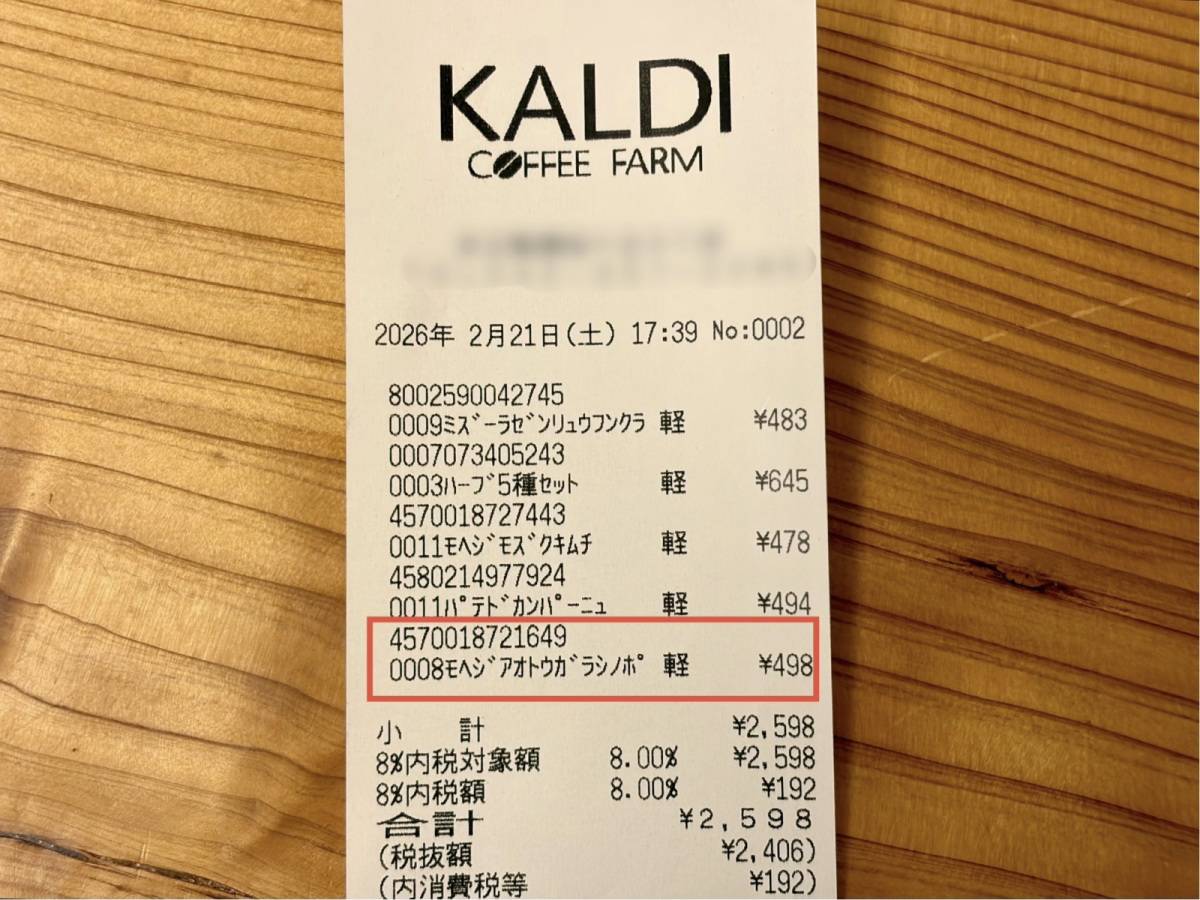 KALDI
COFFEE FARM
2026年 2月21日(土) 17:39 No:0002
8002590042745
0009ﾐｽﾞｰﾗｾﾞﾝﾘｭｳﾌﾝｸﾗ 軽 ¥483
0007073405243
0003ﾊｰﾌﾞ5種ｾｯﾄ 軽 ¥645
4570018727443
0011ﾓﾍｼﾞﾓｽﾞｸｷﾑﾁ 軽 ¥478
4580214977924
0011ﾊﾟﾃﾄﾞｶﾝﾊﾟｰﾆｭ 軽 ¥494
4570018721649
0008ﾓﾍｼﾞｱｵﾄｳｶﾞﾗｼﾉﾎﾟ 軽 ¥498
小 計 ¥2,598
8%内税対象額 8.00% ¥2,598
8%内税額 8.00% ¥192
合計 ¥2,598
(税抜額 ¥2,406)
(内消費税等 ¥192)